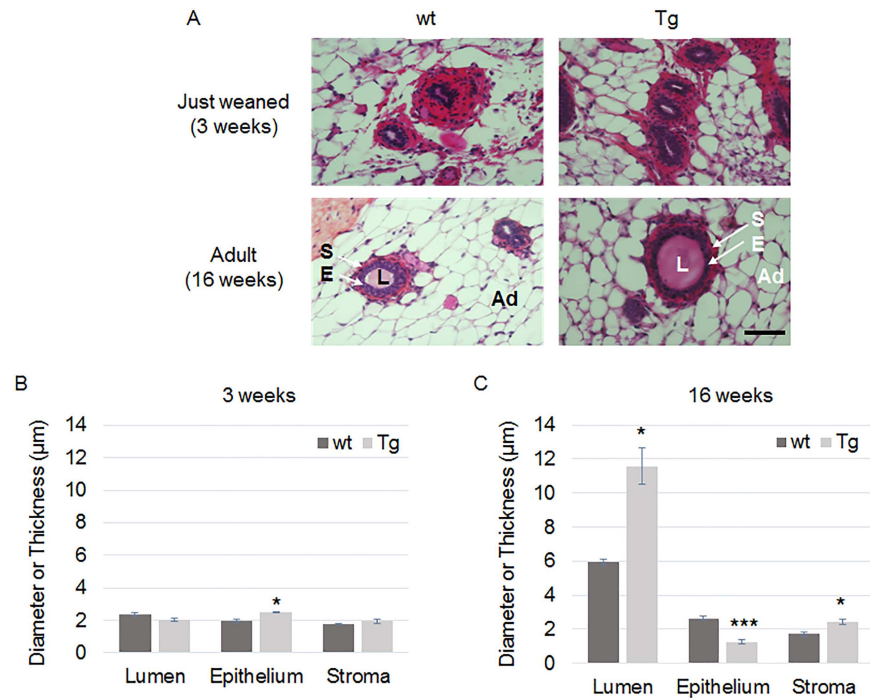 A
wt
Tg
Just weaned
(3 weeks)
Adult
(16 weeks)
S
E
L
Ad
S
E
L
Ad
B
3 weeks
Diameter or Thickness (µm)
14
12
10
8
6
4
2
0
wt
Tg
*
Lumen
Epithelium
Stroma
C
16 weeks
Diameter or Thickness (µm)
14
12
10
8
6
4
2
0
wt
Tg
*
***
*
Lumen
Epithelium
Stroma